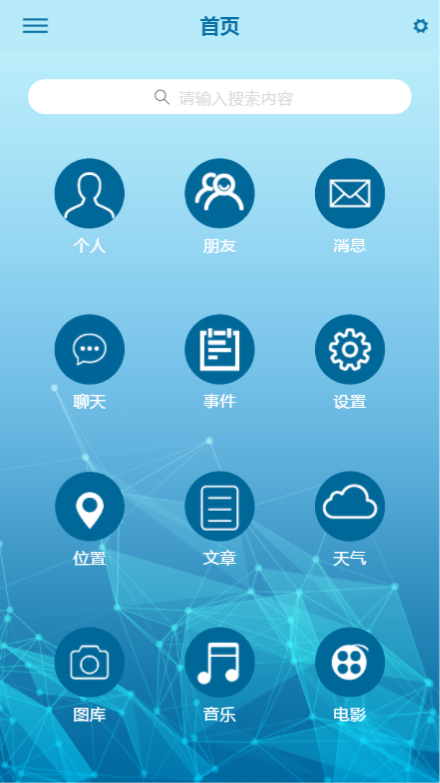 首页
请输入搜索内容
个人 朋友 消息
聊天 事件 设置
位置 文章 天气
图库 音乐 电影